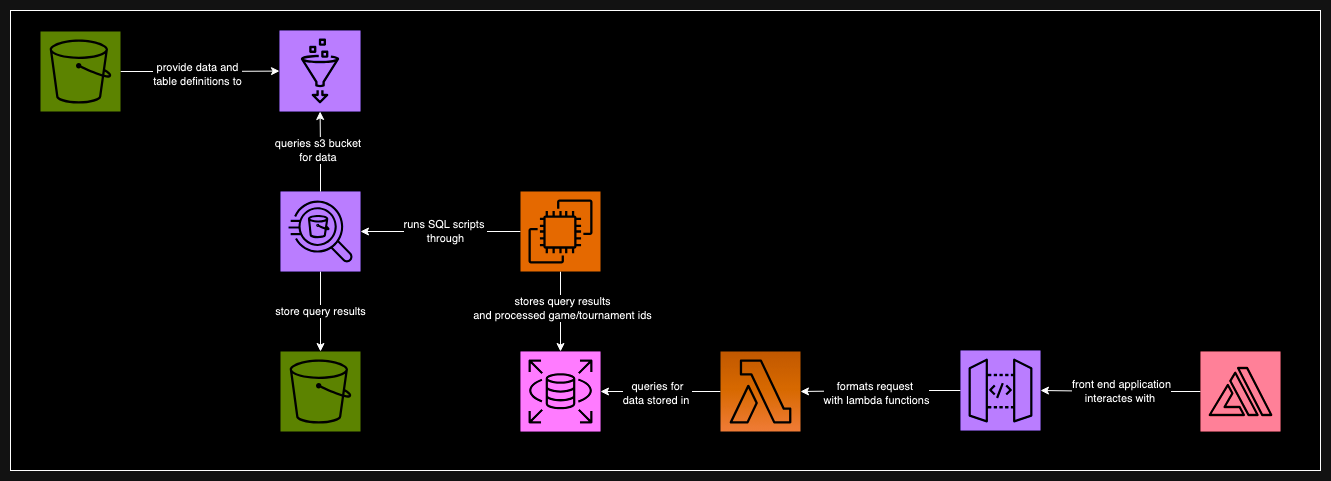 provide data and
table definitions to
queries s3 bucket
for data
runs SQL scripts
through
store query results
stores query results
and processed game/tournament ids
queries for
data stored in
formats request
with lambda functions
front end application
interactes with